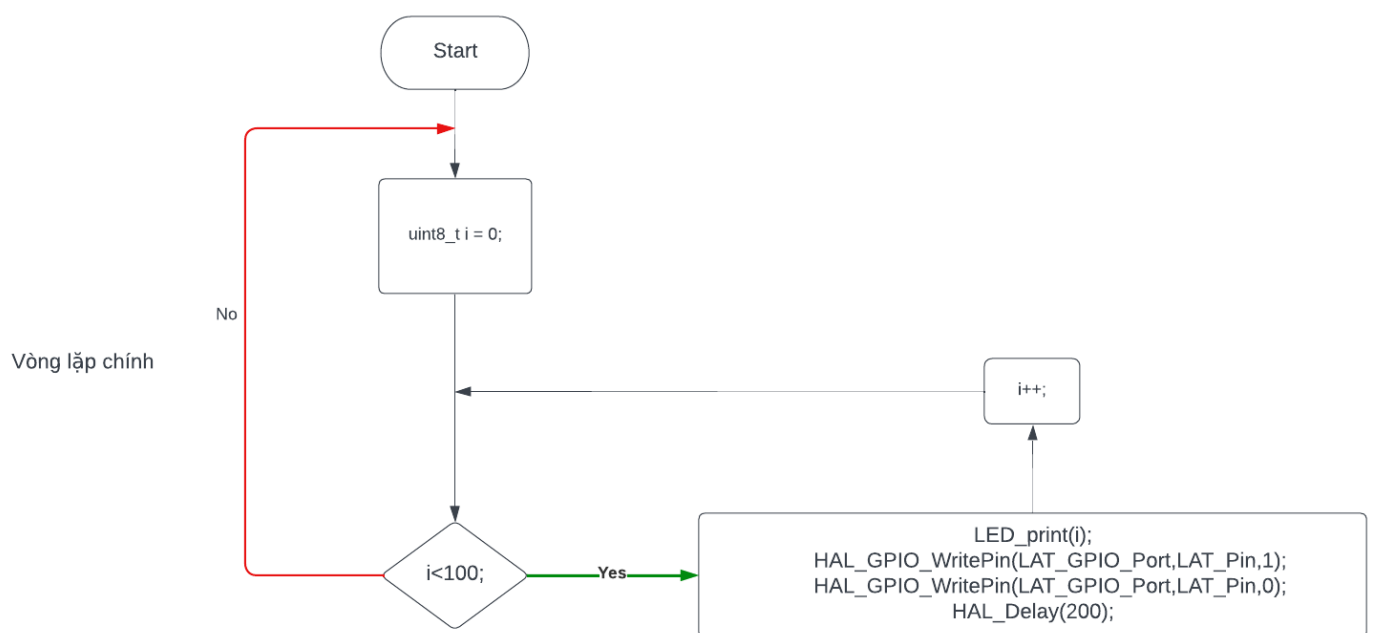 Start
uint8_t i = 0;
No
Vòng lặp chính
i++;
i<100;
Yes
LED_print(i);
HAL_GPIO_WritePin(LAT_GPIO_Port,LAT_Pin,1);
HAL_GPIO_WritePin(LAT_GPIO_Port,LAT_Pin,0);
HAL_Delay(200);